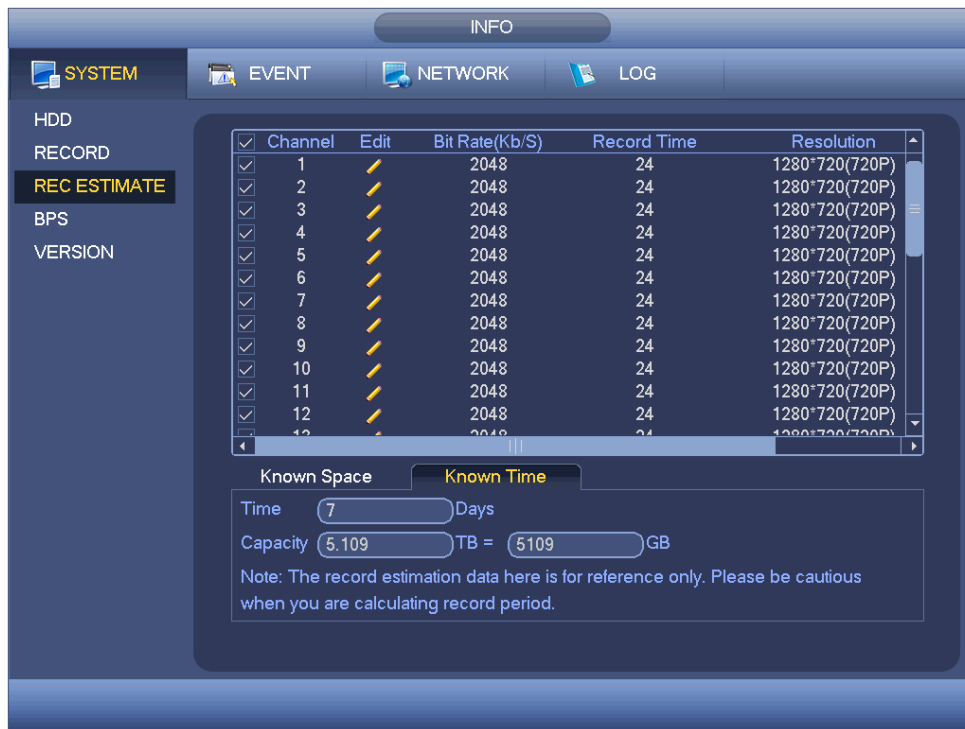 INFO
SYSTEM EVENT NETWORK LOG
HDD
RECORD
REC ESTIMATE
BPS
VERSION
Channel Edit Bit Rate(Kb/S) Record Time Resolution
1 2048 24 1280*720(720P)
2 2048 24 1280*720(720P)
3 2048 24 1280*720(720P)
4 2048 24 1280*720(720P)
5 2048 24 1280*720(720P)
6 2048 24 1280*720(720P)
7 2048 24 1280*720(720P)
8 2048 24 1280*720(720P)
9 2048 24 1280*720(720P)
10 2048 24 1280*720(720P)
11 2048 24 1280*720(720P)
12 2048 24 1280*720(720P)
13 2048 24 1280*720(720P)
Known Space Known Time
Time 7 Days
Capacity 5.109 TB = 5109 GB
Note: The record estimation data here is for reference only. Please be cautious
when you are calculating record period.